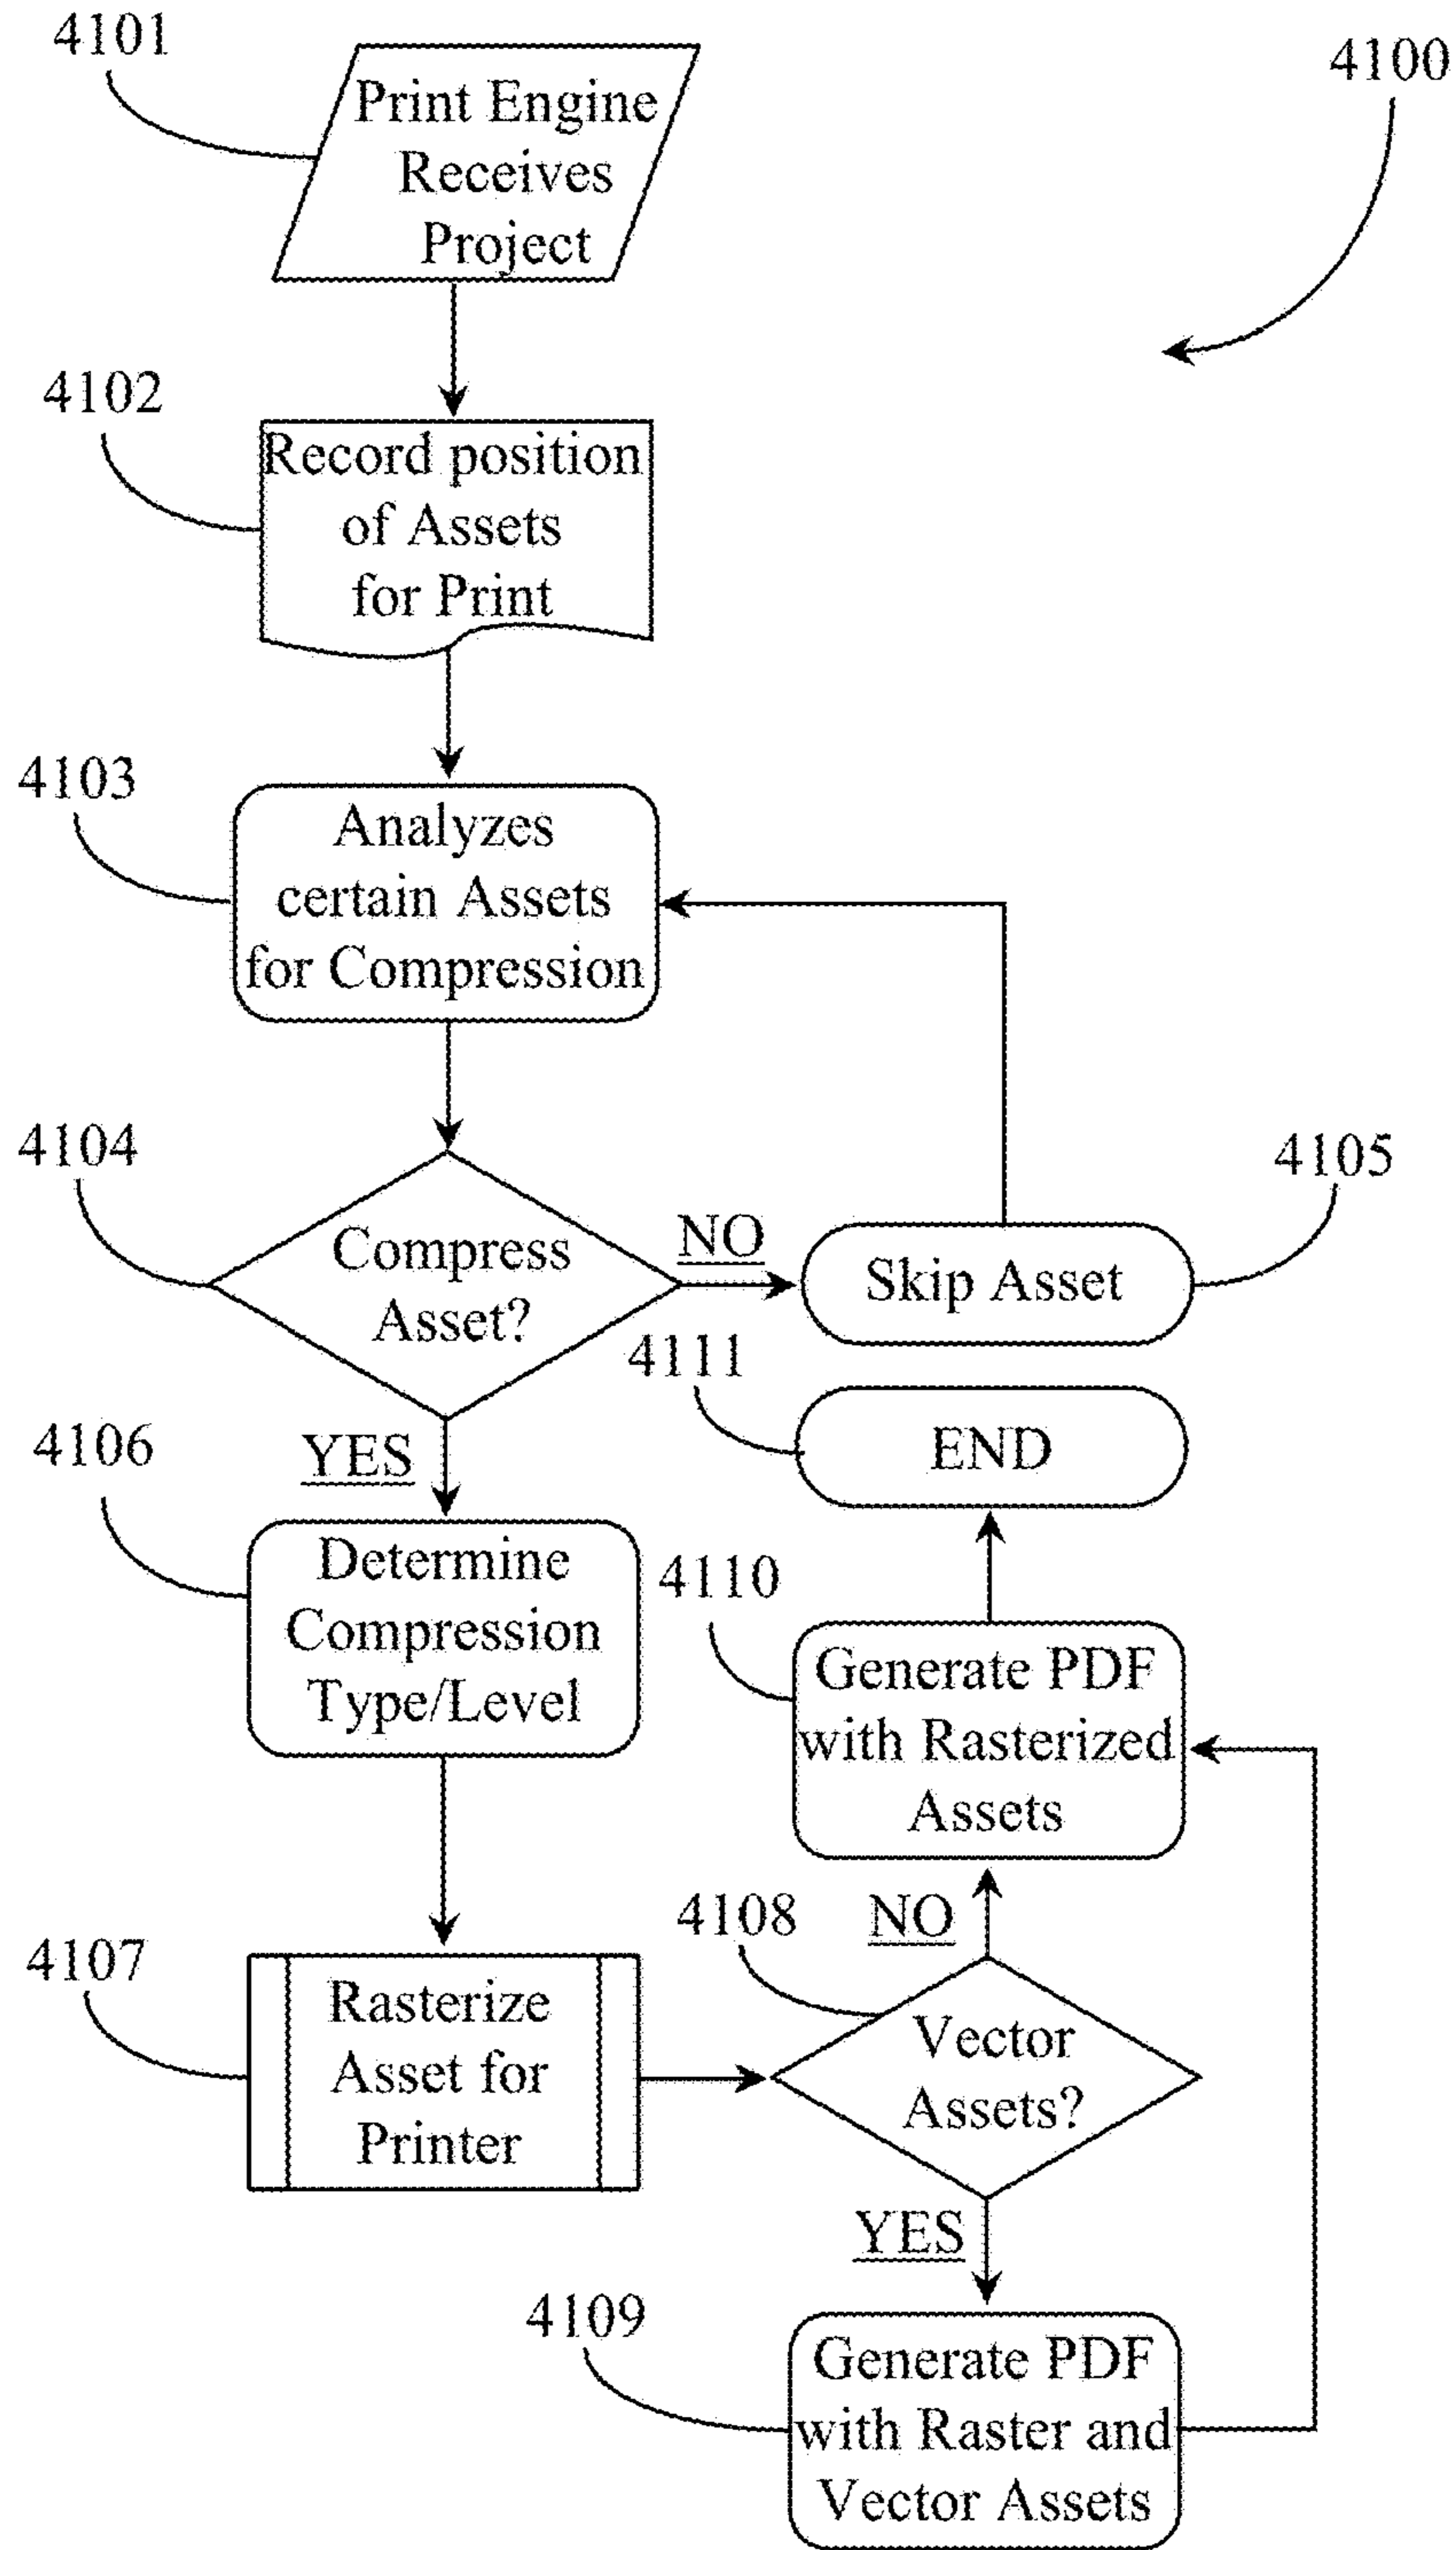 4101
4100
Print Engine
Receives
Project
4102
Record position
of Assets
for Print
4103
Analyzes
certain Assets
for Compression
4104
Compress
Asset?
NO
4105
Skip Asset
4111
END
YES
4106
Determine
Compression
Type/Level
4110
Generate PDF
with Rasterized
Assets
4107
Rasterize
Asset for
Printer
4108
NO
Vector
Assets?
YES
4109
Generate PDF
with Raster and
Vector Assets